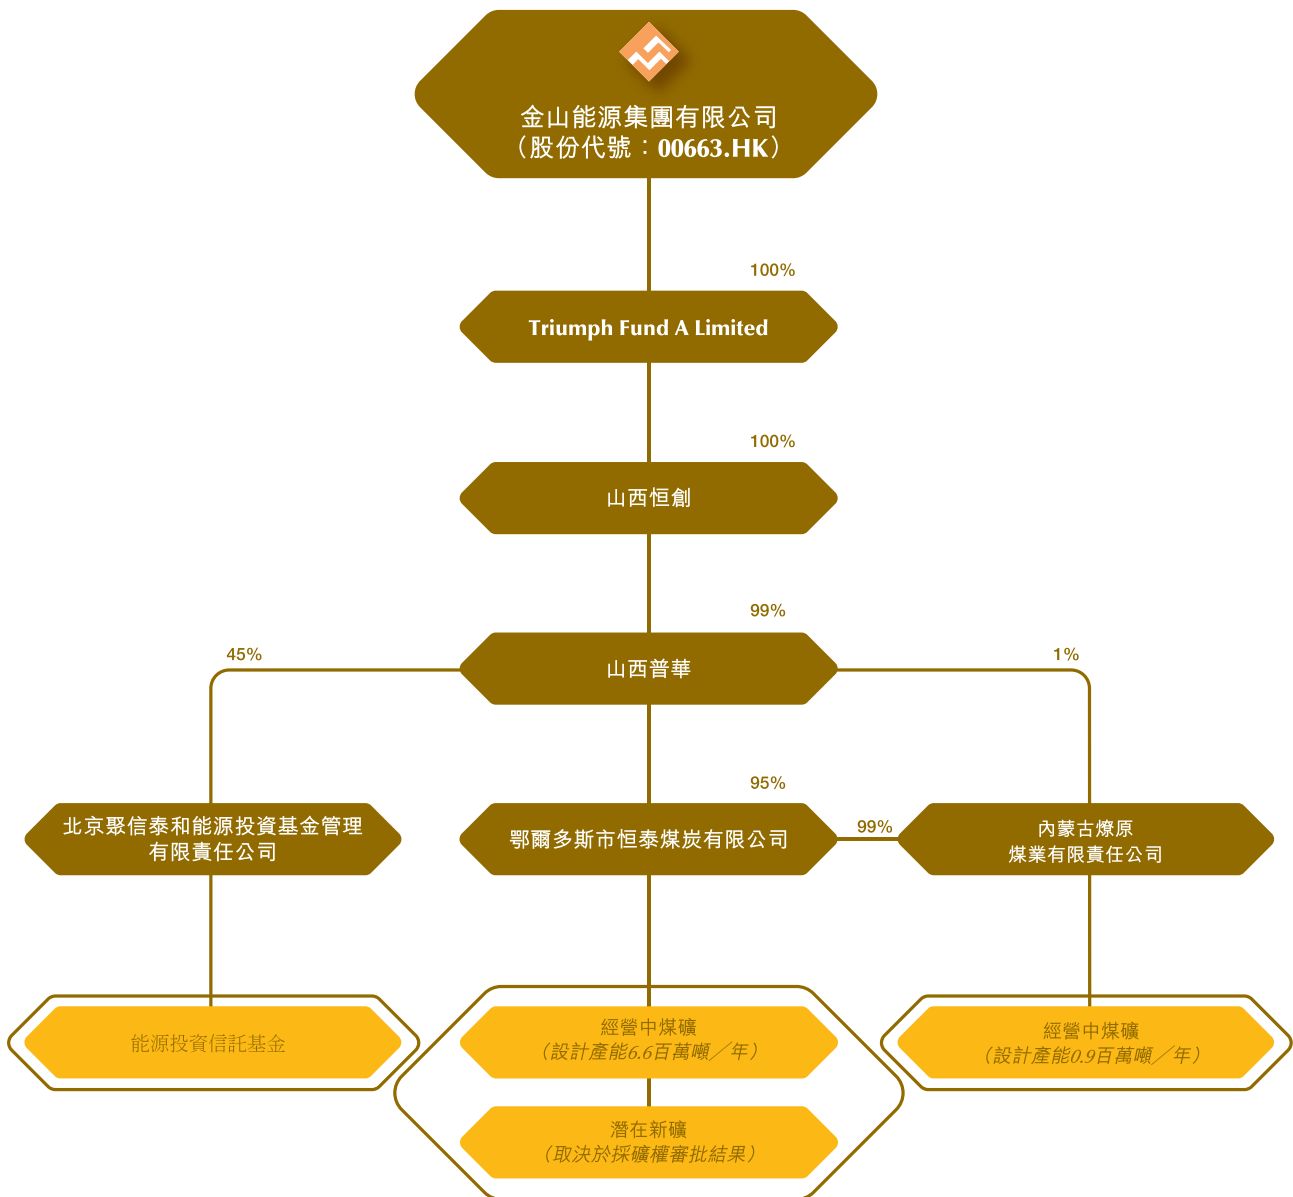 金山能源集團有限公司
（股份代號：00663.HK）
100%
Triumph Fund A Limited
100%
山西恒創
99%
45%
1%
山西普華
95%
北京聚信泰和能源投資基金管理
有限責任公司
鄂爾多斯市恒泰煤炭有限公司
99%
內蒙古燎原
煤業有限責任公司
能源投資信託基金
經營中煤礦
（設計產能6.6百萬噸／年）
經營中煤礦
（設計產能0.9百萬噸／年）
潛在新礦
（取決於採礦權審批結果）